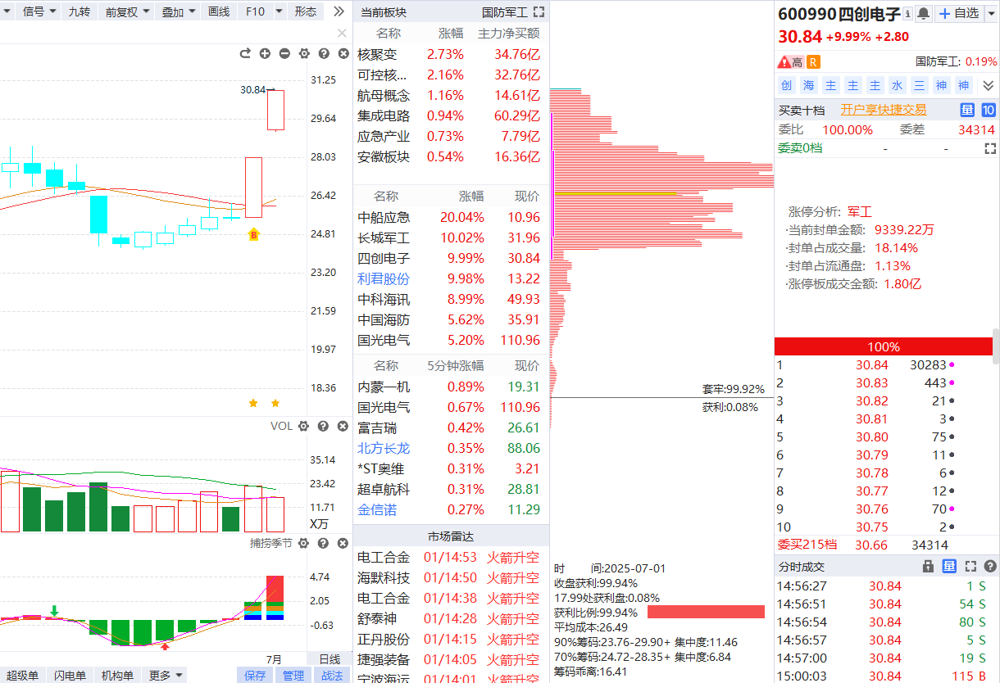 信号 九转 前复权 叠加 画线 F10 形态
30.84
31.25
29.64
28.03
26.42
24.81
23.20
21.59
19.97
18.36
B
VOL
35.14
23.42
11.71
X万
捕捞季节
4.74
2.05
-0.63
7月 日线
超级单 闪电单 机构单 更多 保存 管理 战法
当前板块 国防军工
名称 涨幅 主力净买额
核聚变 2.73% 34.76亿
可控核... 2.16% 32.76亿
航母概念 1.16% 14.61亿
集成电路 0.94% 60.29亿
应急产业 0.73% 7.79亿
安徽板块 0.54% 16.36亿
名称 涨幅 现价
中船应急 20.04% 10.96
长城军工 10.02% 31.96
四创电子 9.99% 30.84
利君股份 9.98% 13.22
中科海讯 8.99% 49.93
中国海防 5.62% 35.91
国光电气 5.20% 110.96
名称 5分钟涨幅 现价
内蒙一机 0.89% 19.31
国光电气 0.67% 110.96
富吉瑞 0.42% 26.61
北方长龙 0.35% 88.06
*ST奥维 0.31% 3.21
超卓航科 0.31% 28.81
金信诺 0.27% 11.29
市场雷达
电工合金 01/14:53 火箭升空
海默科技 01/14:50 火箭升空
电工合金 01/14:38 火箭升空
舒泰神 01/14:28 火箭升空
正丹股份 01/14:15 火箭升空
捷强装备 01/14:05 火箭升空
宁波海运 01/14:01 火箭升空
套牢:99.92%
获利:0.08%
时 间:2025-07-01
收盘获利:99.94%
17.99处获利盘:0.08%
获利比例:99.94%
平均成本:26.49
90%筹码:23.76-29.90+ 集中度:11.46
70%筹码:24.72-28.35+ 集中度:6.84
筹码乖离:16.41
600990 四创电子 自选
30.84 +9.99% +2.80
高 R 国防军工: 0.19%
创 海 主 主 主 水 三 神 神
买卖十档 开户享快捷交易 量 10
委比 100.00% 委差 34314
委卖0档 - -
涨停分析: 军工
·当前封单金额: 9339.22万
·封单占成交量: 18.14%
·封单占流通盘: 1.13%
·涨停板成交金额: 1.80亿
100%
1 30.84 30283
2 30.83 443
3 30.82 21
4 30.81 3
5 30.80 75
6 30.79 11
7 30.78 6
8 30.77 12
9 30.76 70
10 30.75 2
委买215档 30.66 34314
分时成交 量
14:56:27 30.84 1 S
14:56:51 30.84 54 S
14:56:54 30.84 80 S
14:56:57 30.84 5 S
14:57:00 30.84 19 S
15:00:03 30.84 115 B